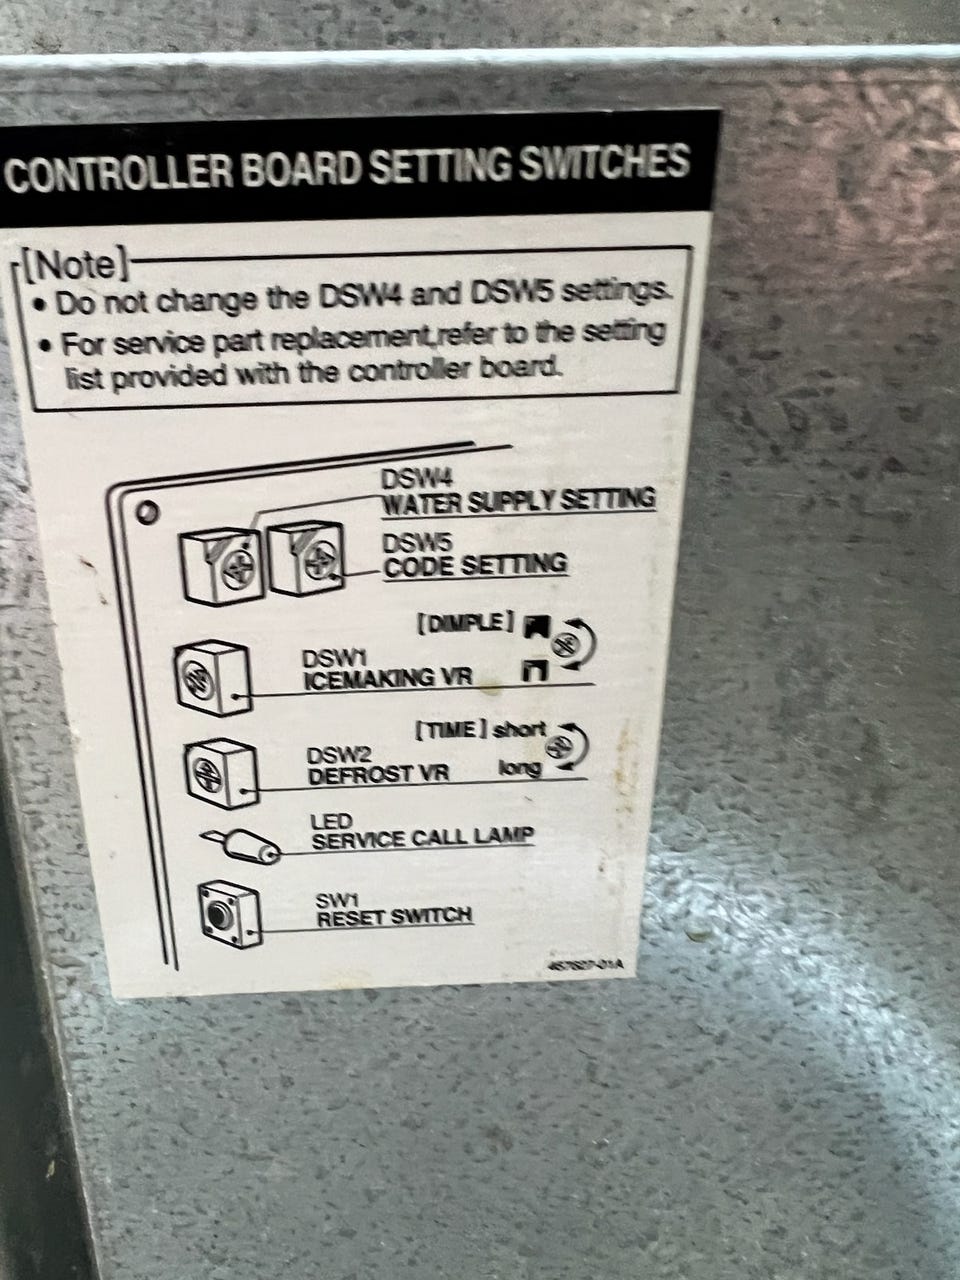 CONTROLLER BOARD SETTING SWITCHES
[Note]
• Do not change the DSW4 and DSW5 settings.
• For service part replacement,refer to the setting
list provided with the controller board.
DSW4
WATER SUPPLY SETTING
DSW5
CODE SETTING
[DIMPLE]
DSW1
ICEMAKING VR
[TIME] short
DSW2
DEFROST VR long
LED
SERVICE CALL LAMP
SW1
RESET SWITCH
457627-01A